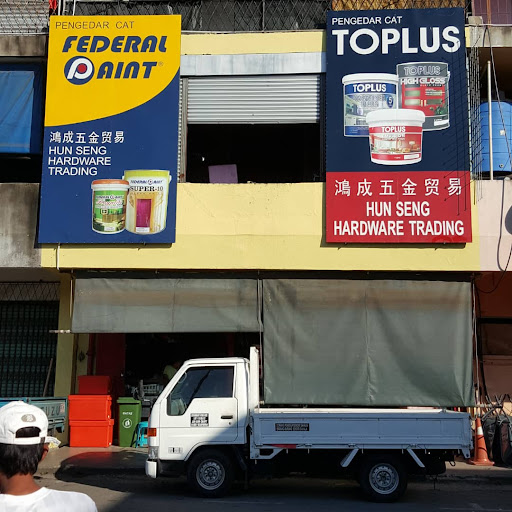 PENGEDAR CAT
FEDERAL
PAINT
鴻成五金贸易
HUN SENG
HARDWARE
TRADING
SUPER-10
PENGEDAR CAT
TOPLUS
TOPLUS
TOPLUS
HIGH GLOSS
TOPLUS
鴻成五金贸易
HUN SENG
HARDWARE TRADING